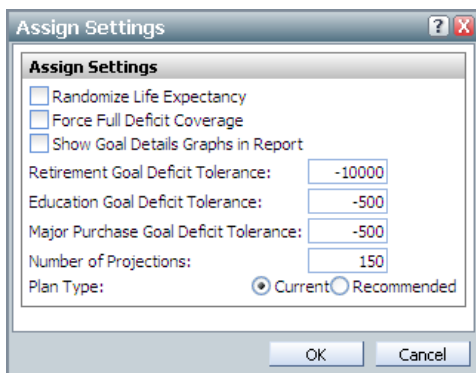 Assign Settings ? X
Assign Settings
Randomize Life Expectancy
Force Full Deficit Coverage
Show Goal Details Graphs in Report
Retirement Goal Deficit Tolerance: -10000
Education Goal Deficit Tolerance: -500
Major Purchase Goal Deficit Tolerance: -500
Number of Projections: 150
Plan Type: Current Recommended
OK Cancel